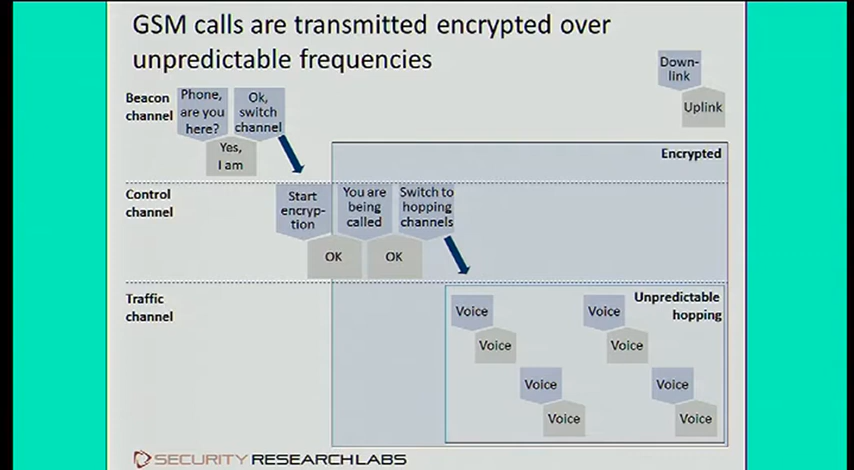 GSM calls are transmitted encrypted over
unpredictable frequencies
Down-
link
Uplink
Beacon
channel
Phone,
are you
here?
Ok,
switch
channel
Yes,
I am
Encrypted
Control
channel
Start
encryp-
tion
You are
being
called
Switch to
hopping
channels
OK
OK
Traffic
channel
Unpredictable
hopping
Voice
Voice
Voice
Voice
Voice
Voice
Voice
Voice
SECURITY RESEARCH LABS